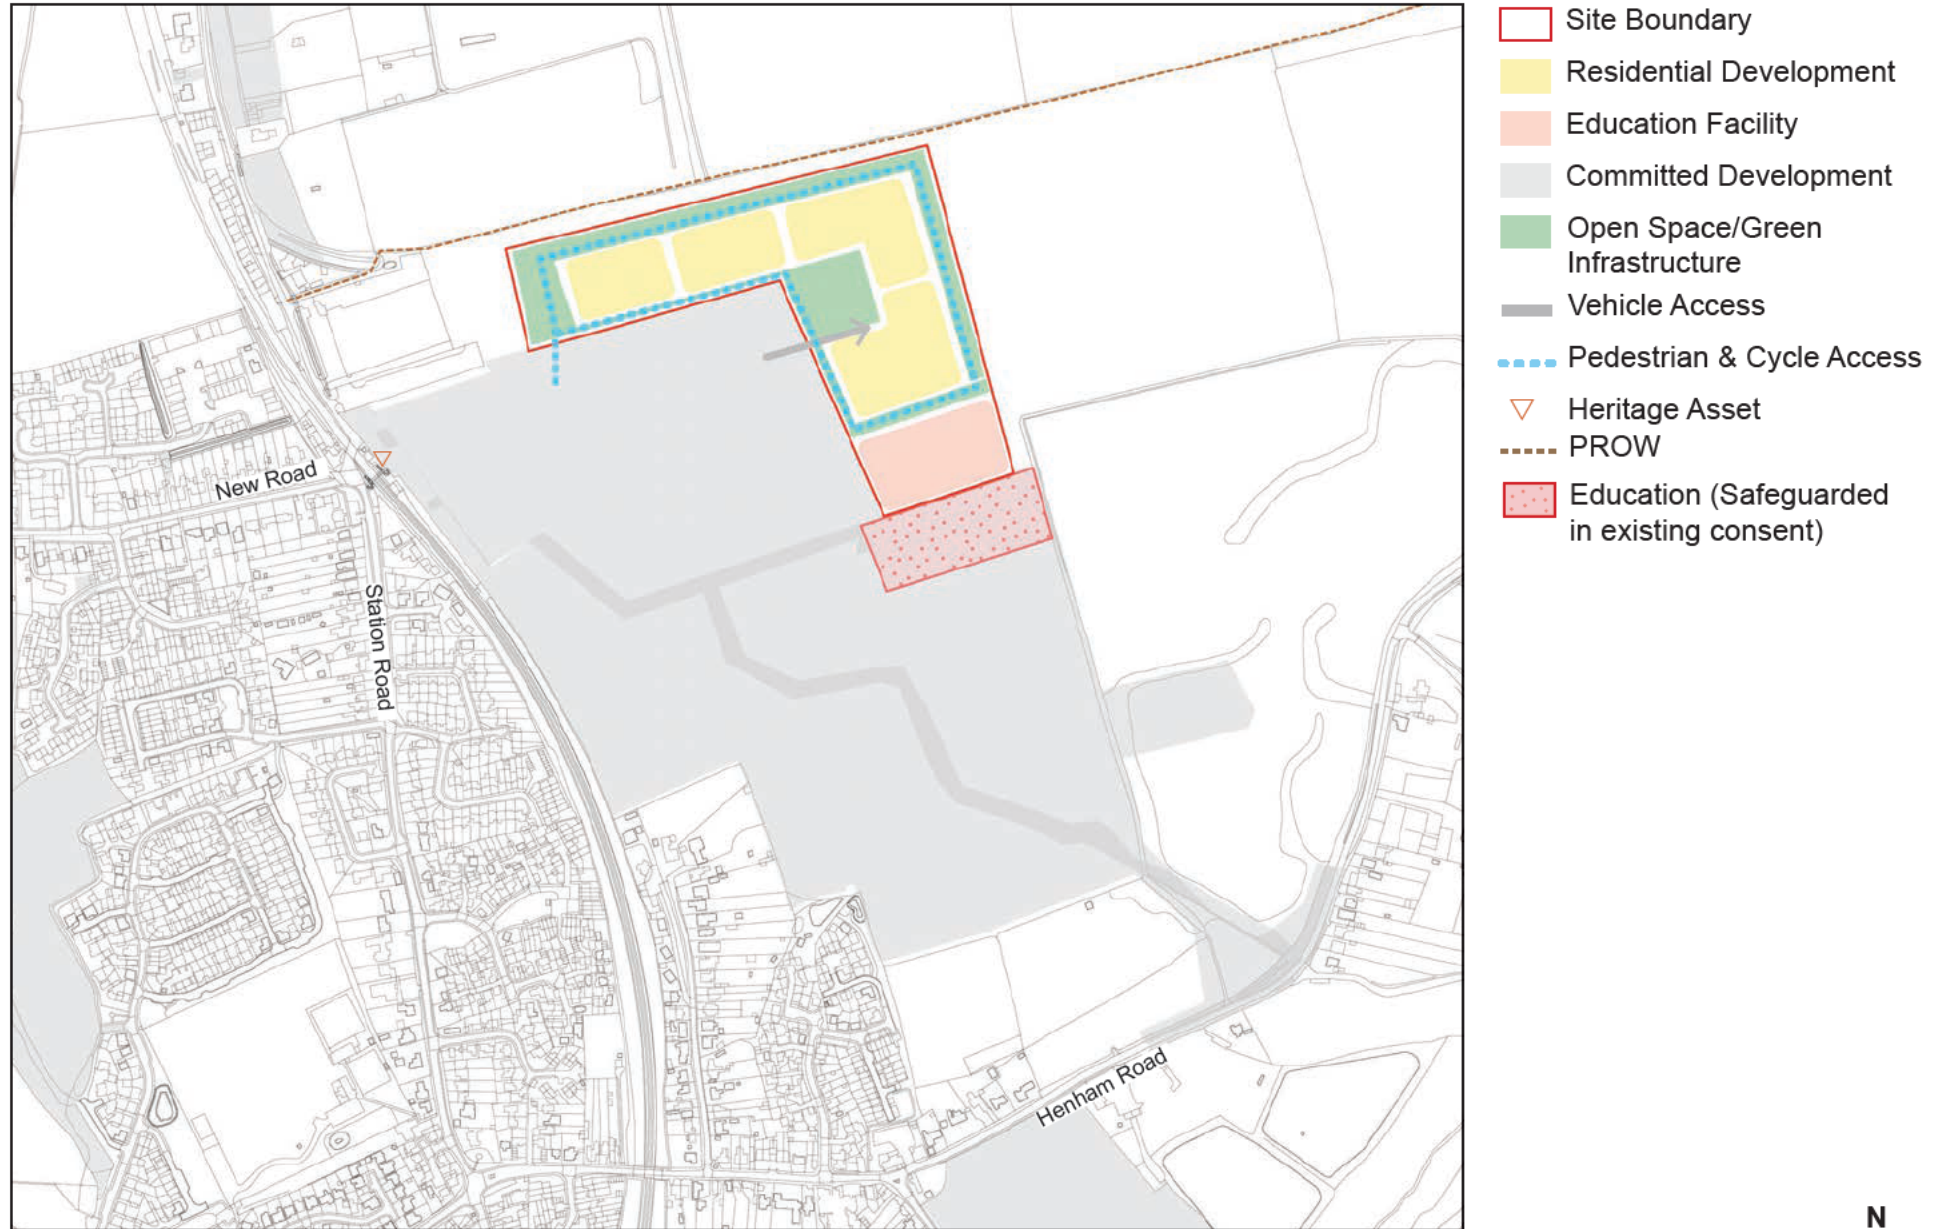 Site Boundary
Residential Development
Education Facility
Committed Development
Open Space/Green
Infrastructure
Vehicle Access
Pedestrian & Cycle Access
Heritage Asset
PROW
Education (Safeguarded
in existing consent)
New Road
Station Road
Henham Road
N